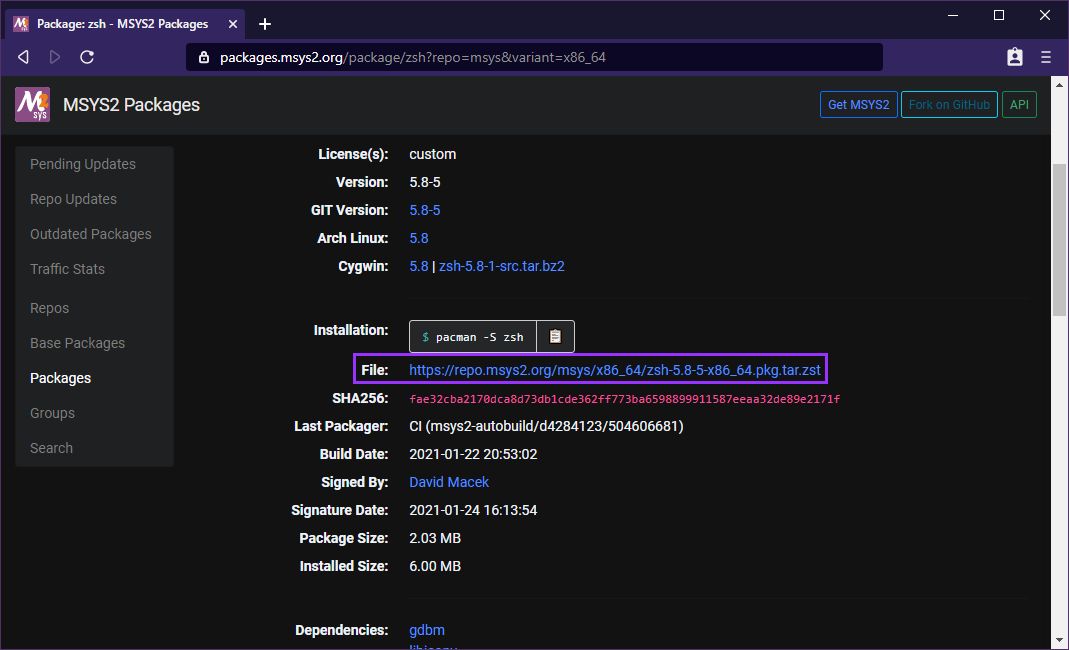 Package: zsh - MSYS2 Packages
packages.msys2.org/package/zsh?repo=msys&variant=x86_64
M sys MSYS2 Packages
Get MSYS2 Fork on GitHub API
Pending Updates
Repo Updates
Outdated Packages
Traffic Stats
Repos
Base Packages
Packages
Groups
Search
License(s): custom
Version: 5.8-5
GIT Version: 5.8-5
Arch Linux: 5.8
Cygwin: 5.8 | zsh-5.8-1-src.tar.bz2
Installation: $ pacman -S zsh
File: https://repo.msys2.org/msys/x86_64/zsh-5.8-5-x86_64.pkg.tar.zst
SHA256: fae32cba2170dca8d73db1cde362ff773ba6598899911587eeaa32de89e2171f
Last Packager: CI (msys2-autobuild/d4284123/504606681)
Build Date: 2021-01-22 20:53:02
Signed By: David Macek
Signature Date: 2021-01-24 16:13:54
Package Size: 2.03 MB
Installed Size: 6.00 MB
Dependencies: gdbm